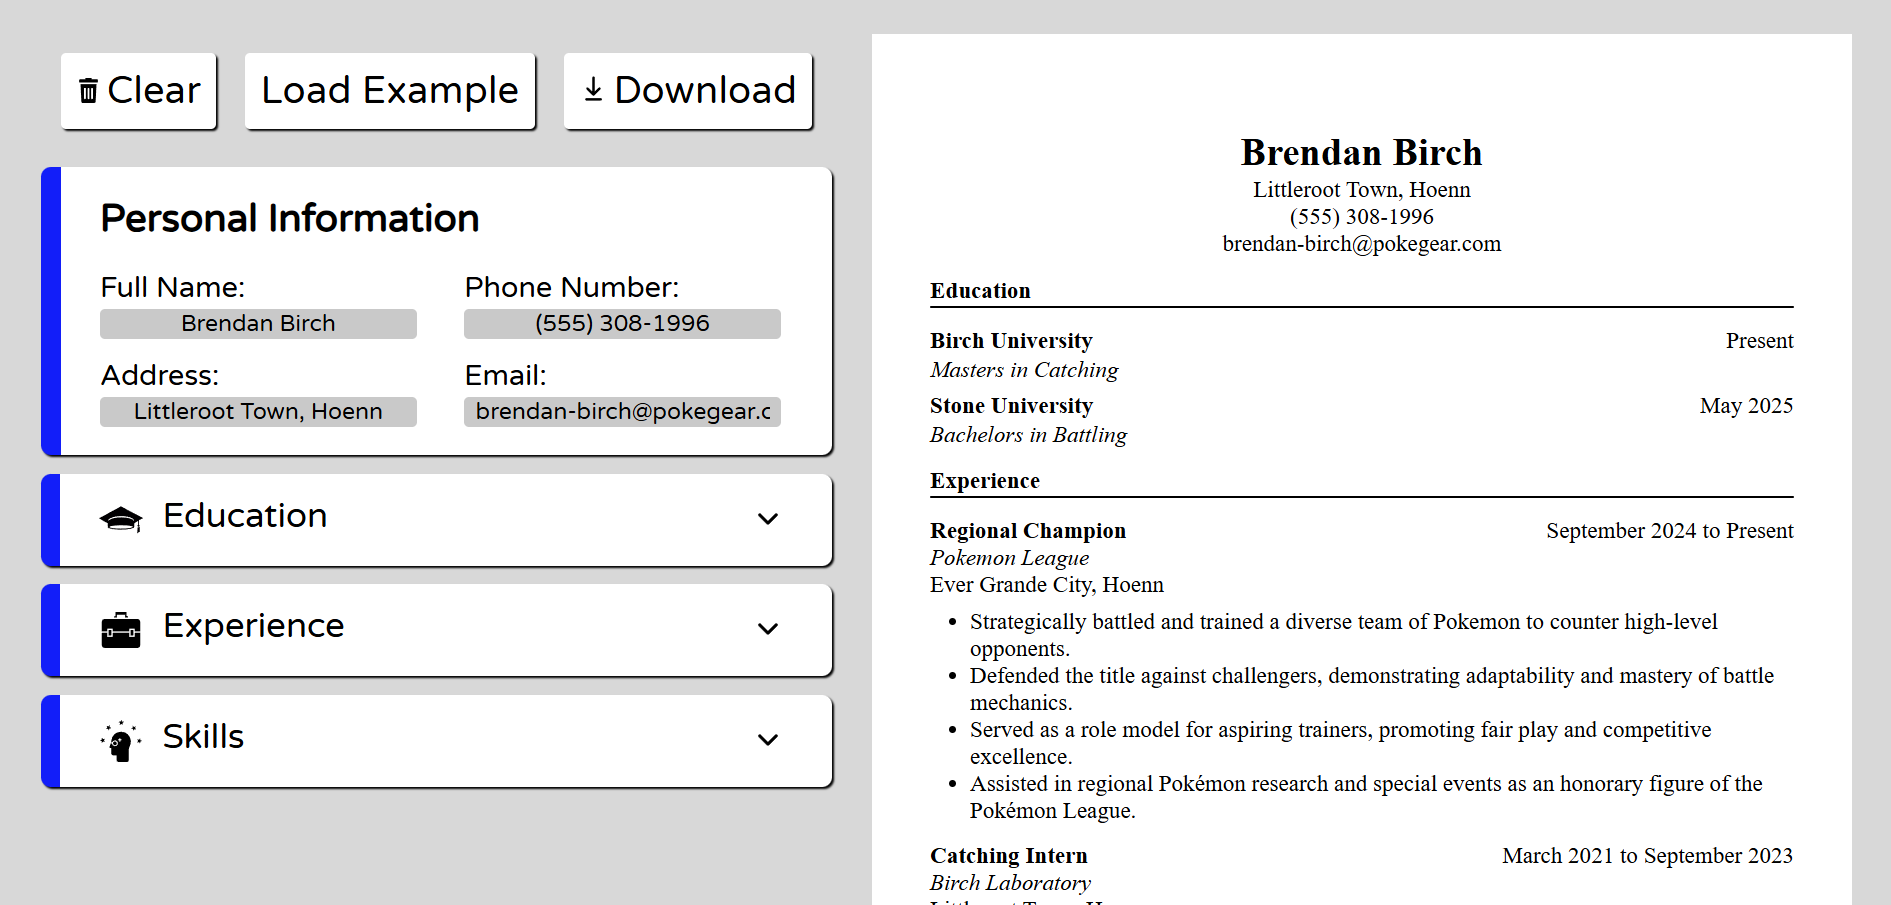 Clear
Load Example
Download
Personal Information
Full Name:
Phone Number:
Brendan Birch
(555) 308-1996
Address:
Email:
Littleroot Town, Hoenn
brendan-birch@pokegear.c
Education
Experience
Skills
Brendan Birch
Littleroot Town, Hoenn
(555) 308-1996
brendan-birch@pokegear.com
Education
Birch University Present
Masters in Catching
Stone University May 2025
Bachelors in Battling
Experience
Regional Champion September 2024 to Present
Pokemon League
Ever Grande City, Hoenn
• Strategically battled and trained a diverse team of Pokemon to counter high-level
opponents.
• Defended the title against challengers, demonstrating adaptability and mastery of battle
mechanics.
• Served as a role model for aspiring trainers, promoting fair play and competitive
excellence.
• Assisted in regional Pokémon research and special events as an honorary figure of the
Pokémon League.
Catching Intern March 2021 to September 2023
Birch Laboratory